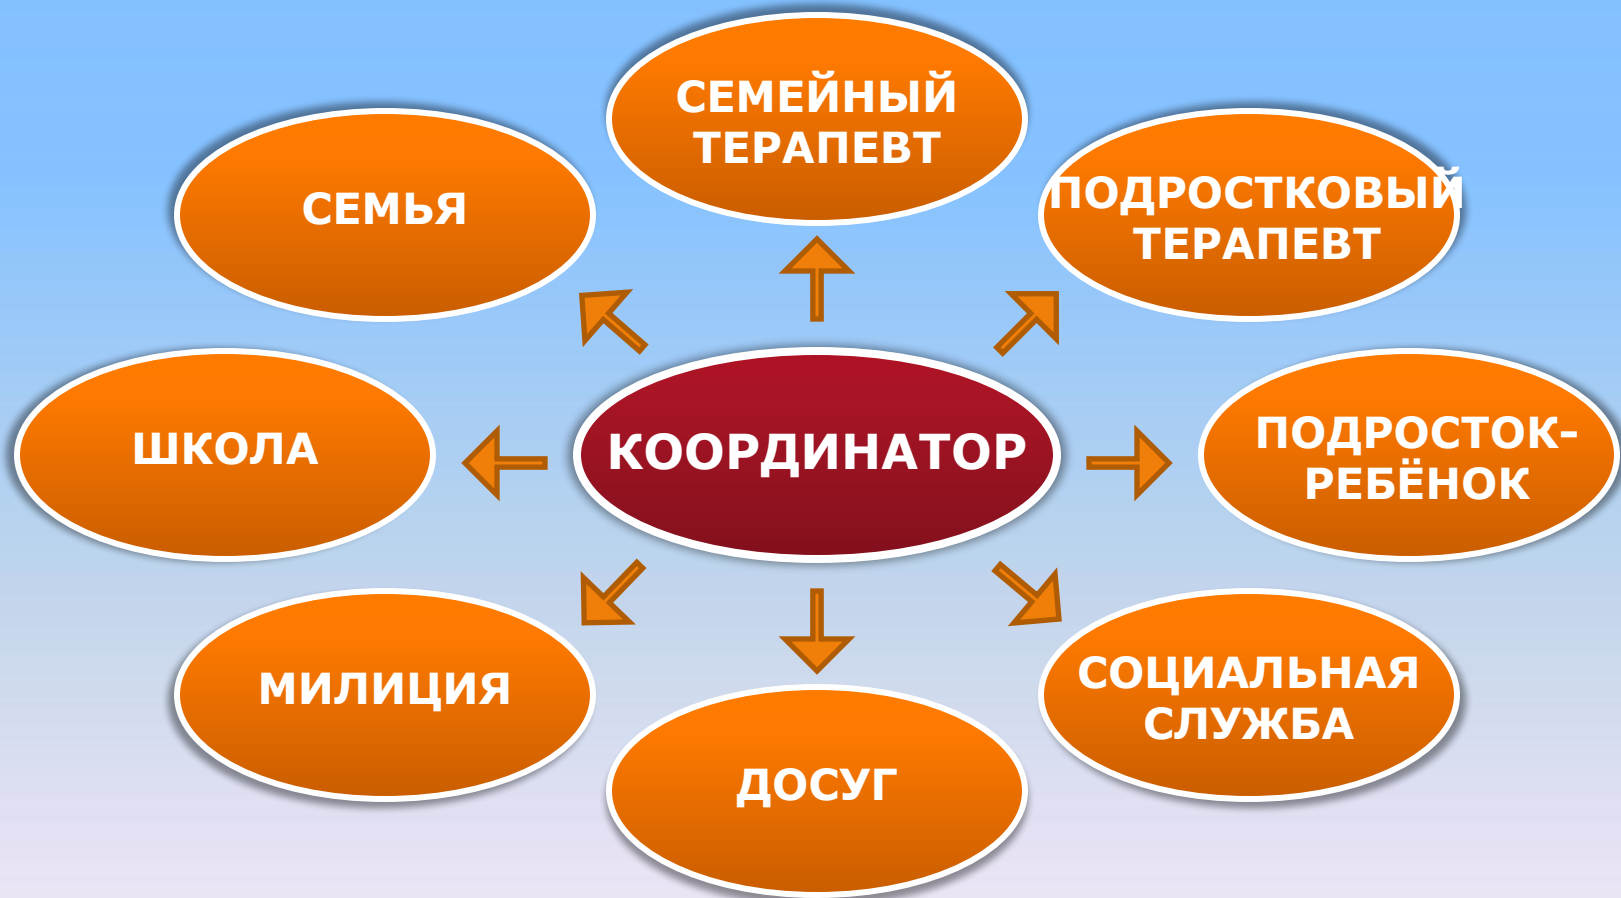 СЕМЕЙНЫЙ
ТЕРАПЕВТ
СЕМЬЯ
ПОДРОСТКОВЫЙ
ТЕРАПЕВТ
ШКОЛА
КООРДИНАТОР
ПОДРОСТОК-
РЕБЁНОК
МИЛИЦИЯ
СОЦИАЛЬНАЯ
СЛУЖБА
ДОСУГ